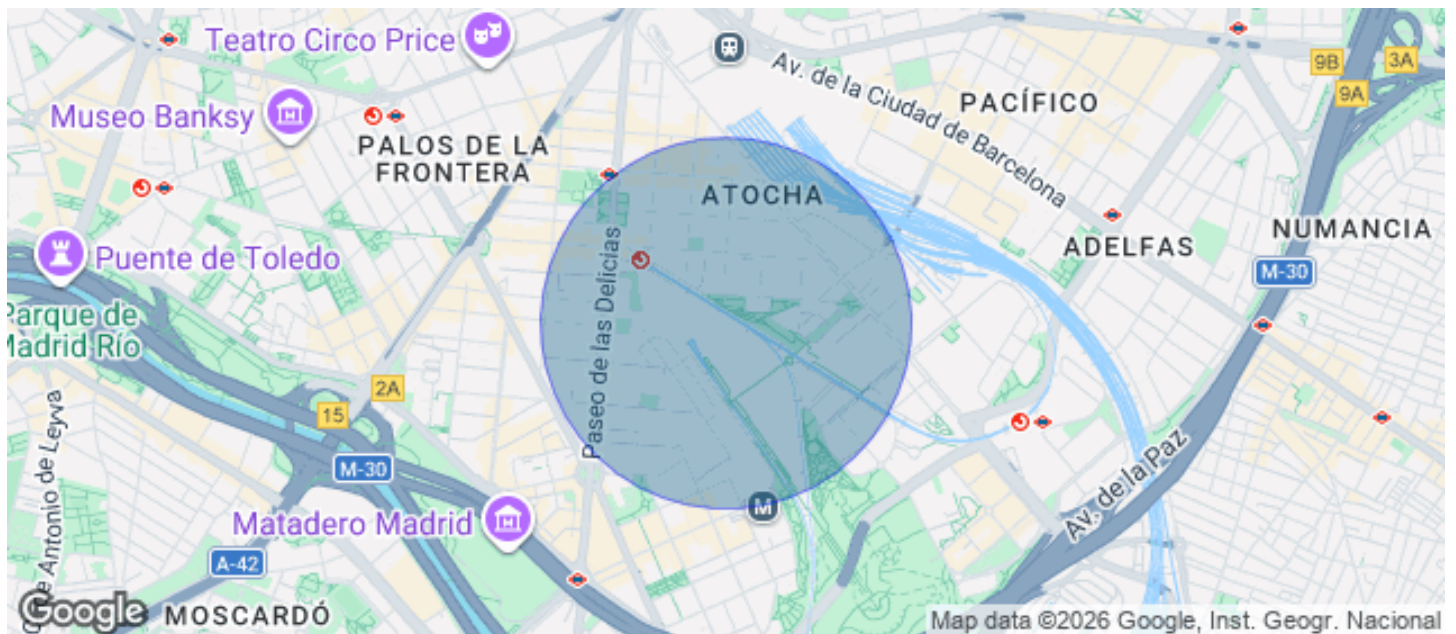 Teatro Circo Price
Museo Banksy
PALOS DE LA
FRONTERA
Av. de la Ciudad de Barcelona
PACÍFICO
9B
3A
9A
ATOCHA
Paseo de las Delicias
ADELFAS
NUMANCIA
M-30
Puente de Toledo
Parque de
Madrid Río
2A
15
M-30
Antonio de Leyva
Matadero Madrid
M
Av. de la Paz
A-42
MOSCARDÓ
Google
Map data ©2026 Google, Inst. Geogr. Nacional